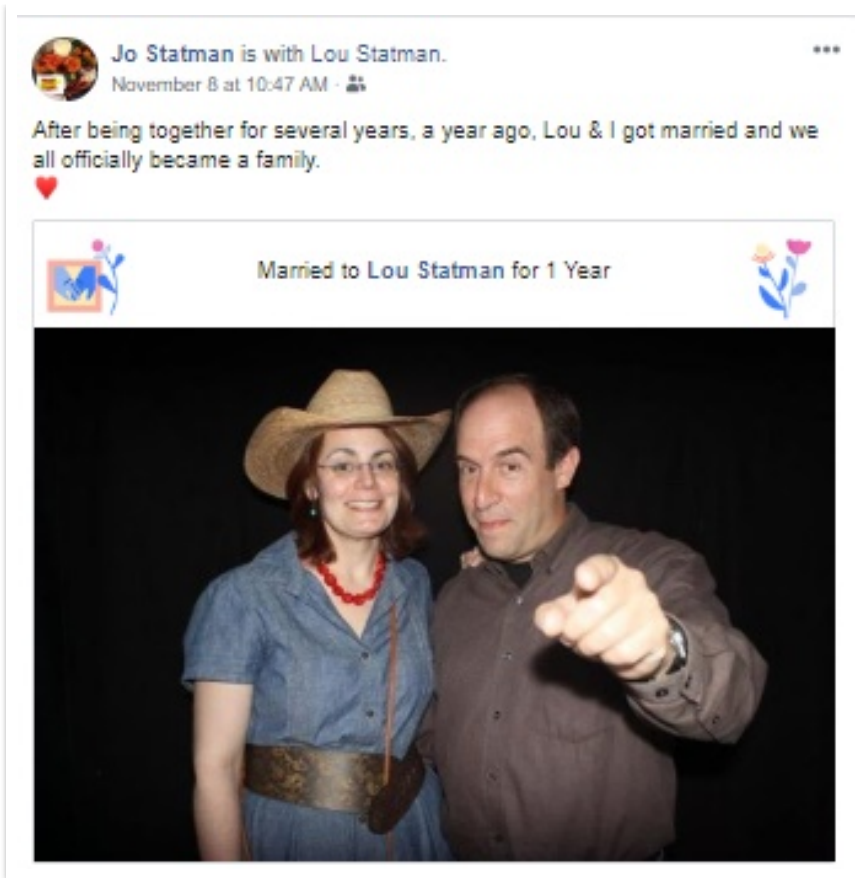 Jo Statman is with Lou Statman.
November 8 at 10:47 AM ·
After being together for several years, a year ago, Lou & I got married and we
all officially became a family.
Married to Lou Statman for 1 Year